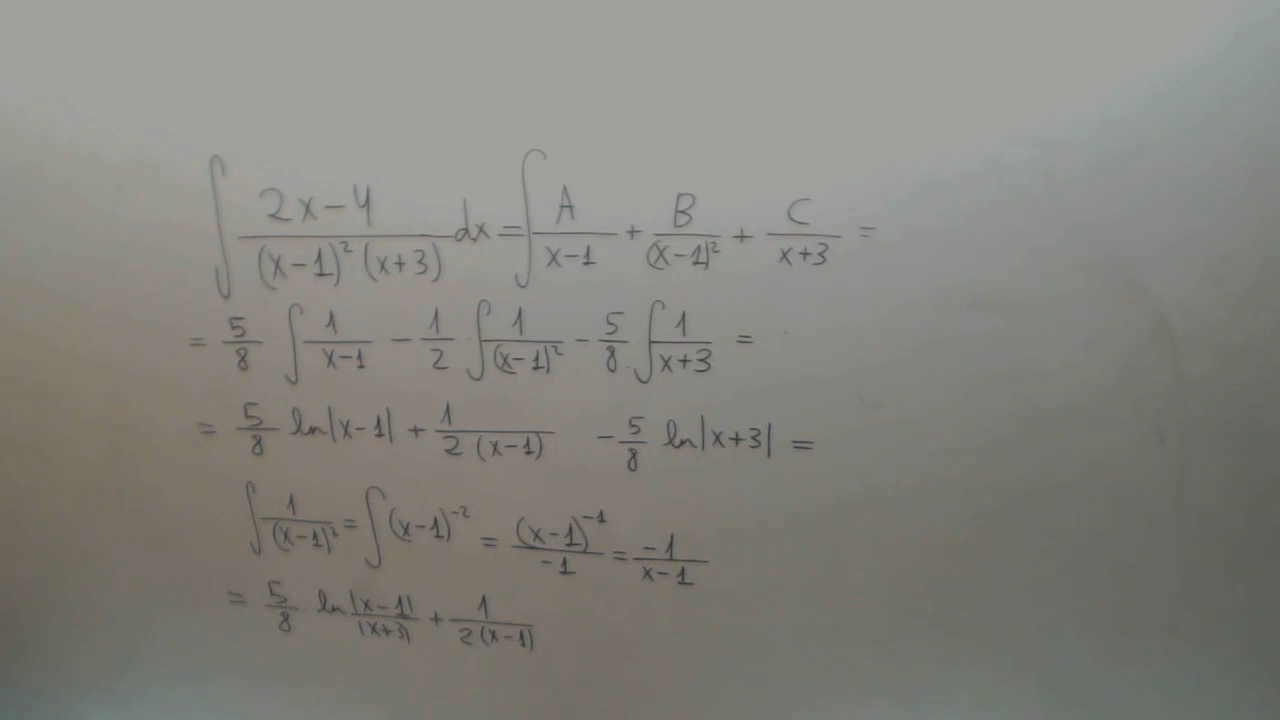 ∫ (2x-4)/((x-1)²(x+3)) dx = ∫ A/(x-1) + B/(x-1)² + C/(x+3) =
= 5/8 ∫ 1/(x-1) - 1/2 ∫ 1/(x-1)² - 5/8 ∫ 1/(x+3) =
= 5/8 ln|x-1| + 1/(2(x-1)) - 5/8 ln|x+3| =
∫ 1/(x-1)² = ∫ (x-1)⁻² = (x-1)⁻¹/(-1) = -1/(x-1)
= 5/8 ln |x-1|/|x+3| + 1/(2(x-1))